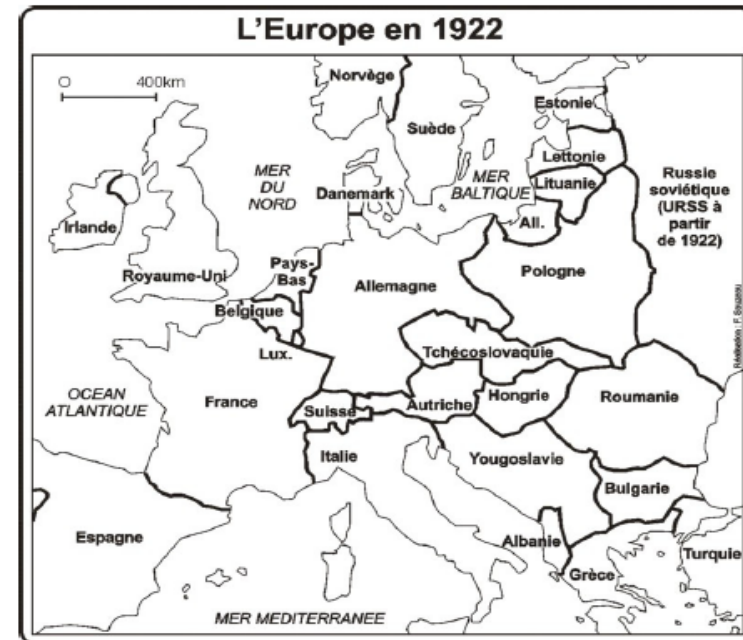 L'Europe en 1922
O 400km
Norvège
Estonie
Suède
Lettonie
MER
DU
NORD
MER
BALTIQUE
Lituanie
Russie
soviétique
(URSS à
partir
de 1922)
Danemark
All.
Irlande
Royaume-Uni
Pays-
Bas
Allemagne
Pologne
Belgique
Lux.
Tchécoslovaquie
OCEAN
ATLANTIQUE
France
Suisse
Autriche
Hongrie
Roumanie
Italie
Yougoslavie
Bulgarie
Espagne
Albanie
Grèce
Turquie
MER MEDITERRANEE